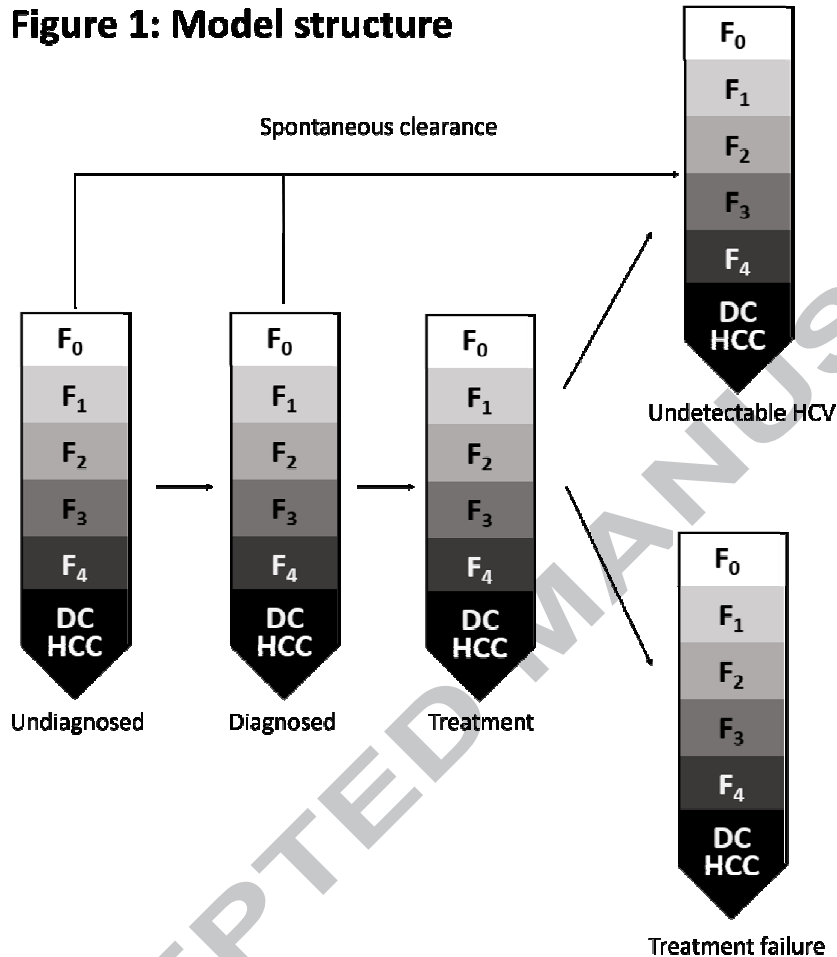 Figure 1: Model structure
Spontaneous clearance
F0
F1
F2
F3
F4
DC
HCC
Undetectable HCV
F0
F1
F2
F3
F4
DC
HCC
Undiagnosed
F0
F1
F2
F3
F4
DC
HCC
Diagnosed
F0
F1
F2
F3
F4
DC
HCC
Treatment
F0
F1
F2
F3
F4
DC
HCC
Treatment failure
EPTED MANUS